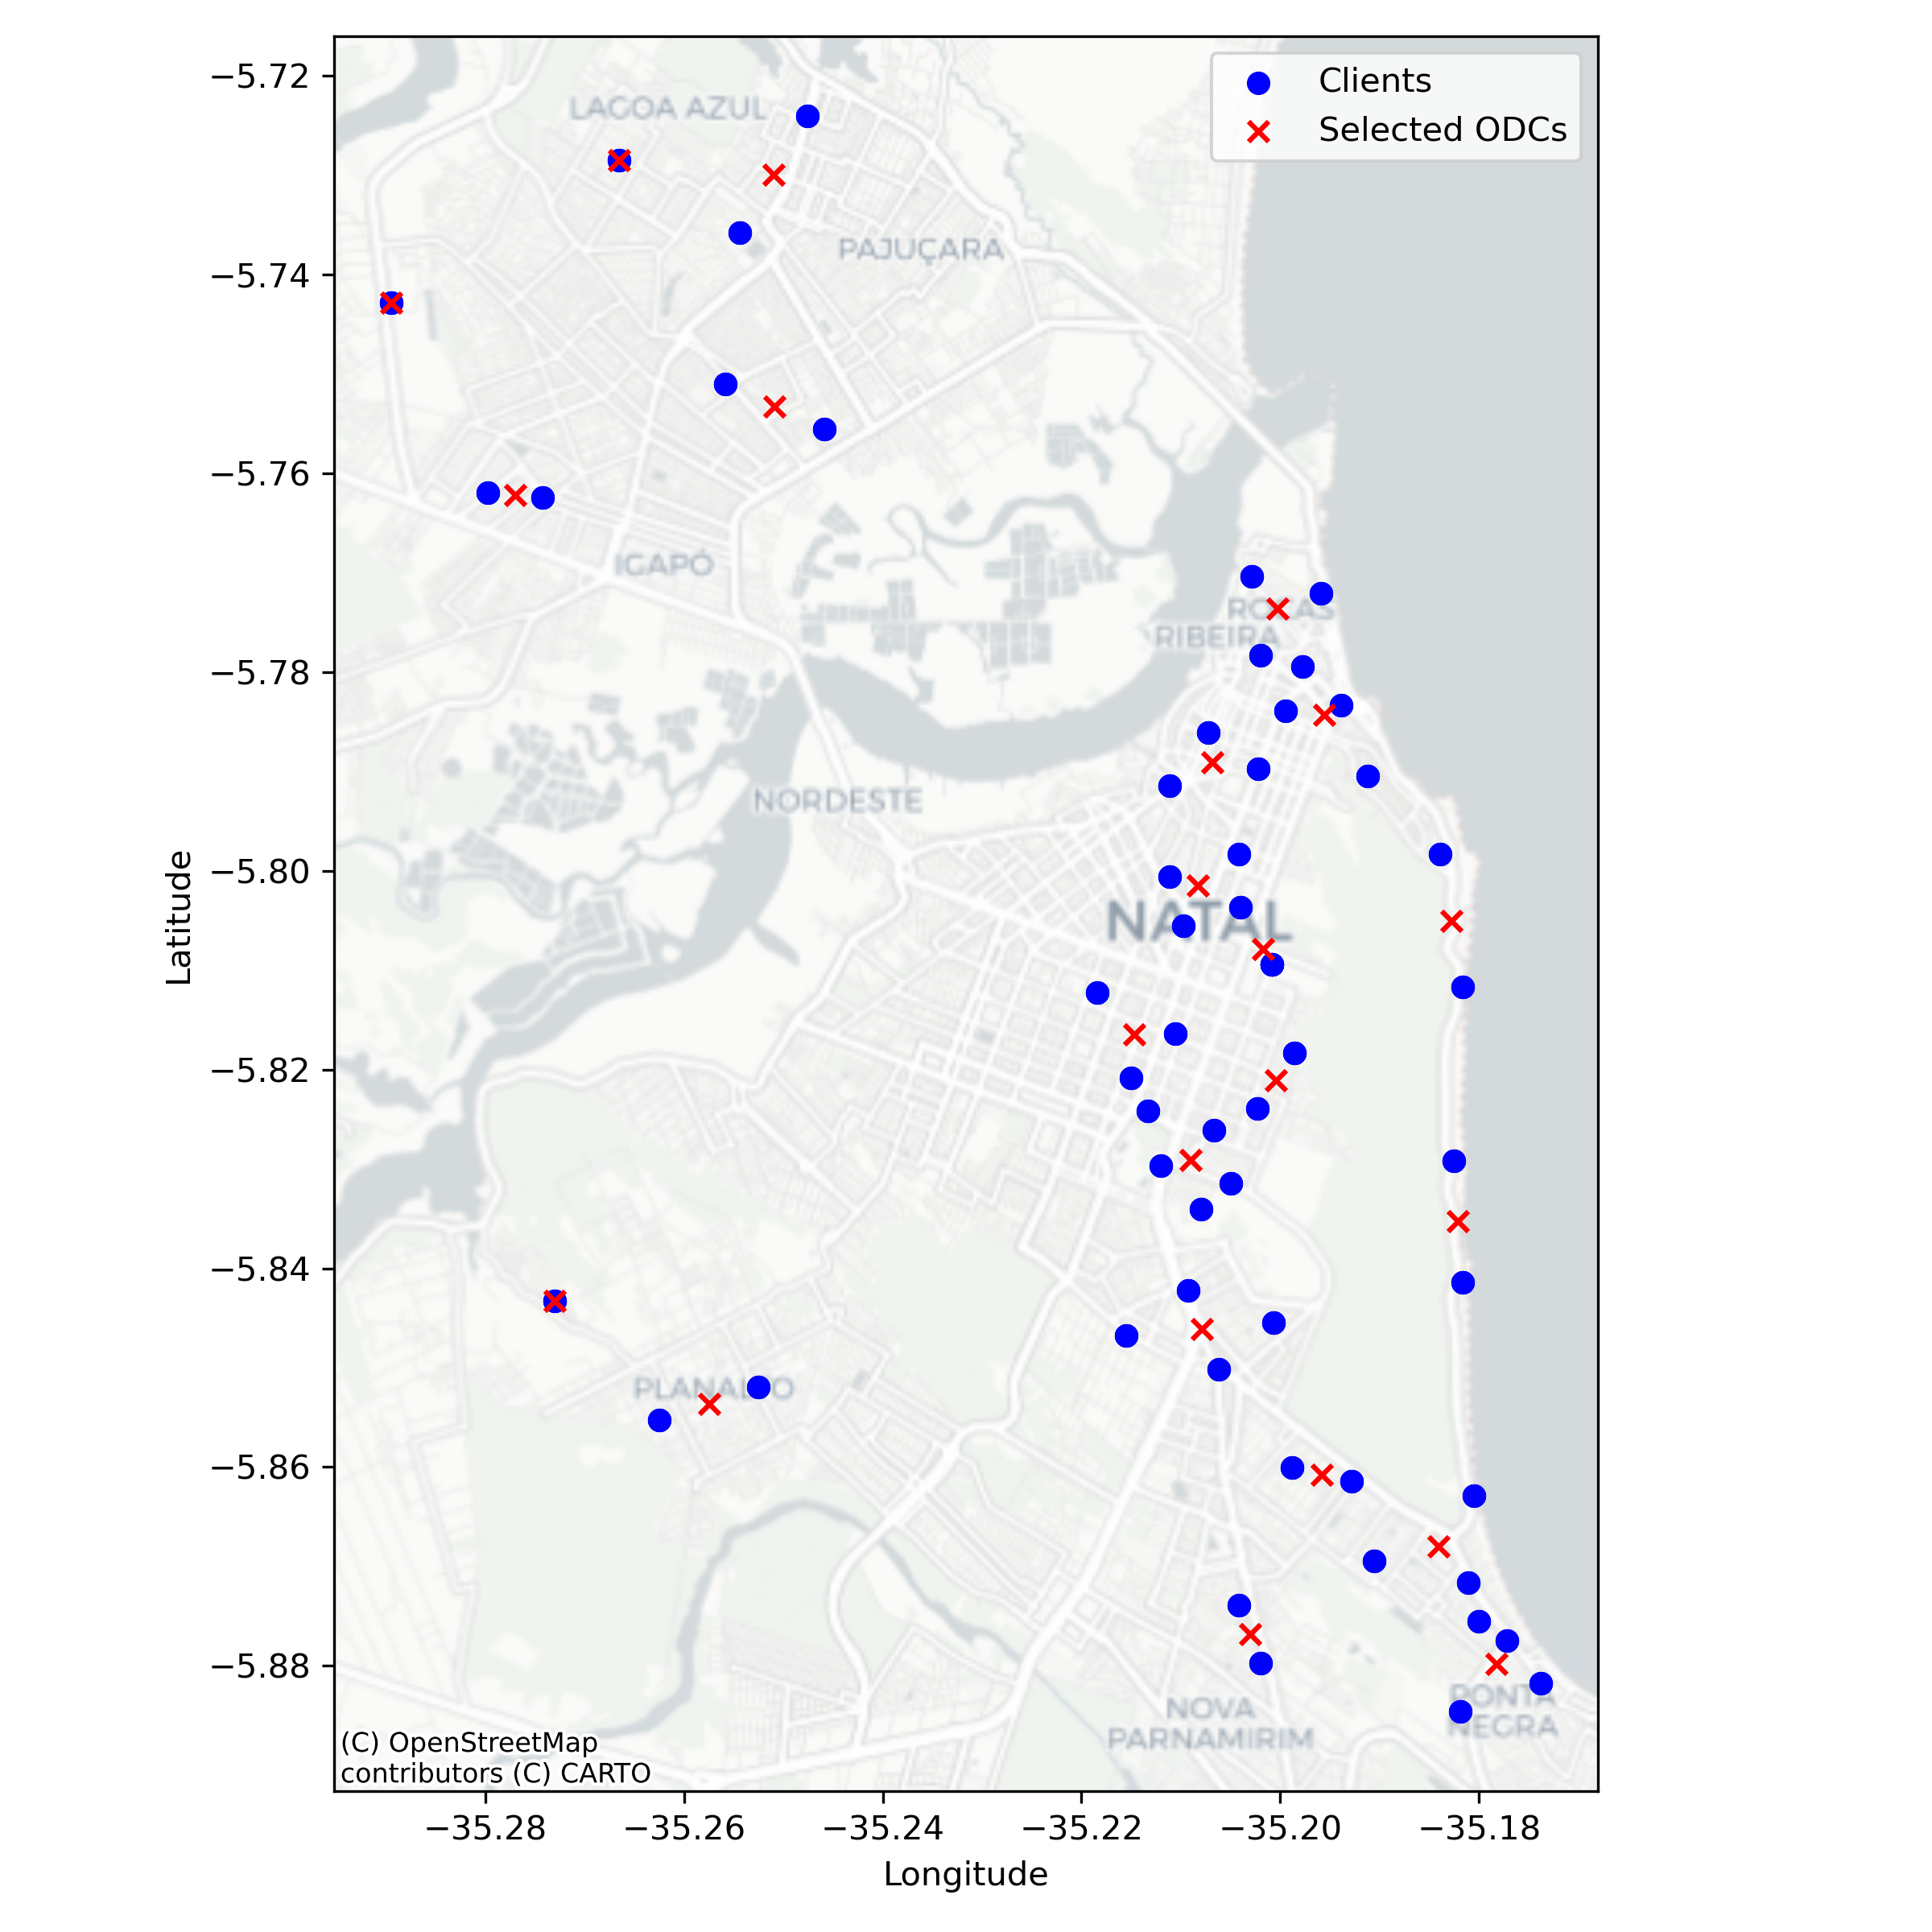 −5.72
−5.74
−5.76
−5.78
−5.80
−5.82
−5.84
−5.86
−5.88
Latitude
Clients
Selected ODCs
LAGOA AZUL
PAJUÇARA
IGAPÓ
ROCAS
RIBEIRA
NORDESTE
NATAL
PLANALTO
NOVA
PARNAMIRIM
PONTA
NEGRA
(C) OpenStreetMap
contributors (C) CARTO
−35.28
−35.26
−35.24
−35.22
−35.20
−35.18
Longitude